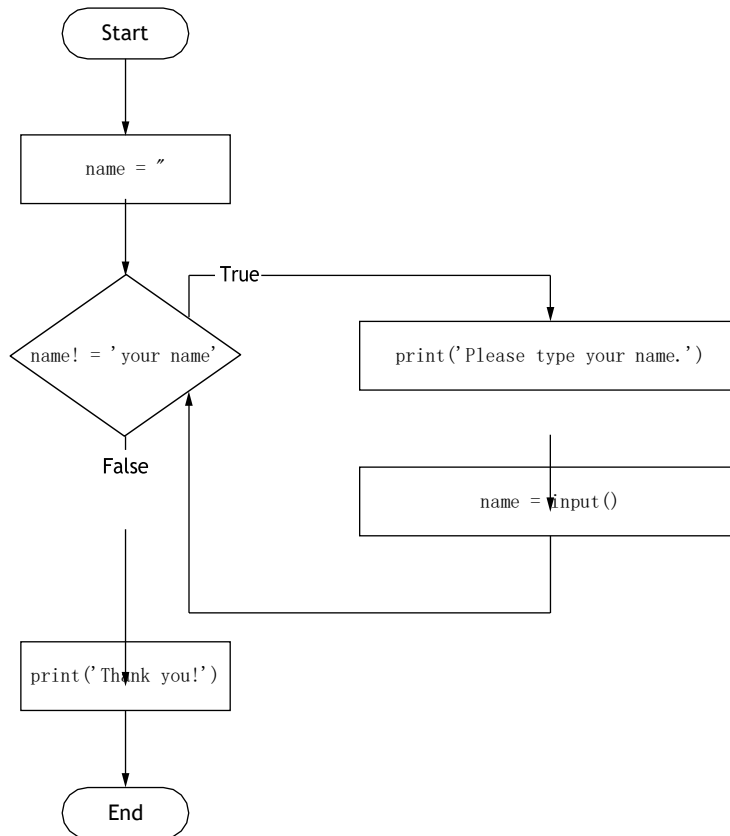 Start
name = "
True
name! = 'your name'
print('Please type your name.')
False
name = input()
print('Thank you!')
End